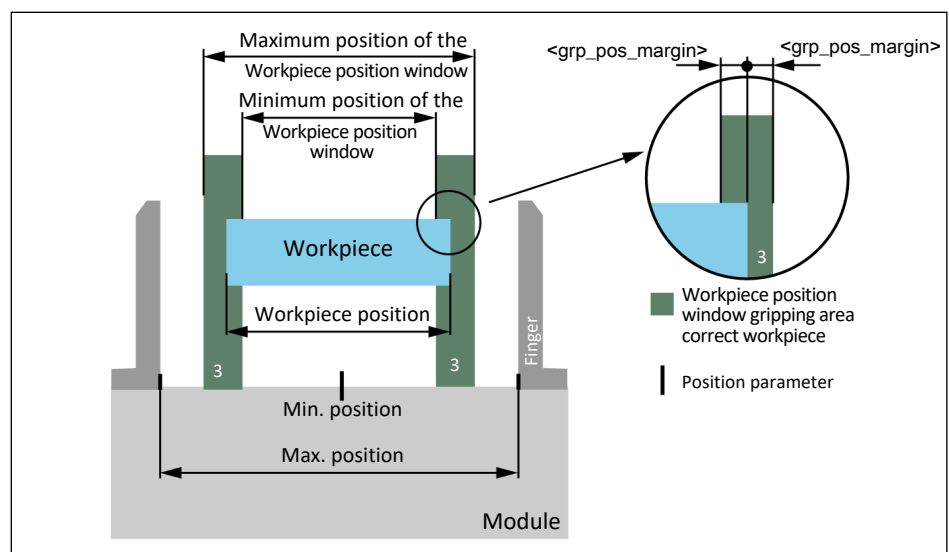 Maximum position of the
Workpiece position window
Minimum position of the
Workpiece position
window
Workpiece
Workpiece position
3
3
Finger
Min. position
Max. position
Module
<grp_pos_margin>
<grp_pos_margin>
3
Workpiece position
window gripping area
correct workpiece
Position parameter